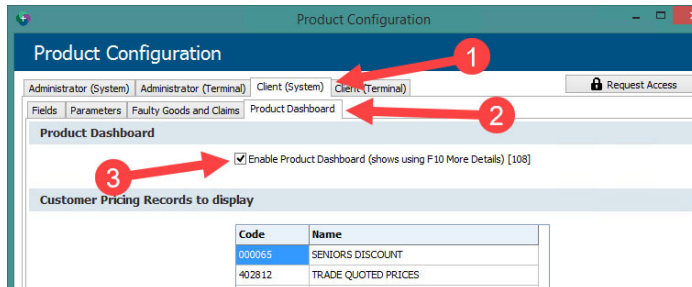 Product Configuration
Product Configuration
1
Administrator (System) Administrator (Terminal) Client (System) Client (Terminal) Request Access
Fields Parameters Faulty Goods and Claims Product Dashboard
2
Product Dashboard
Enable Product Dashboard (shows using F10 More Details) [108]
3
Customer Pricing Records to display
Code Name
000065 SENIORS DISCOUNT
402812 TRADE QUOTED PRICES